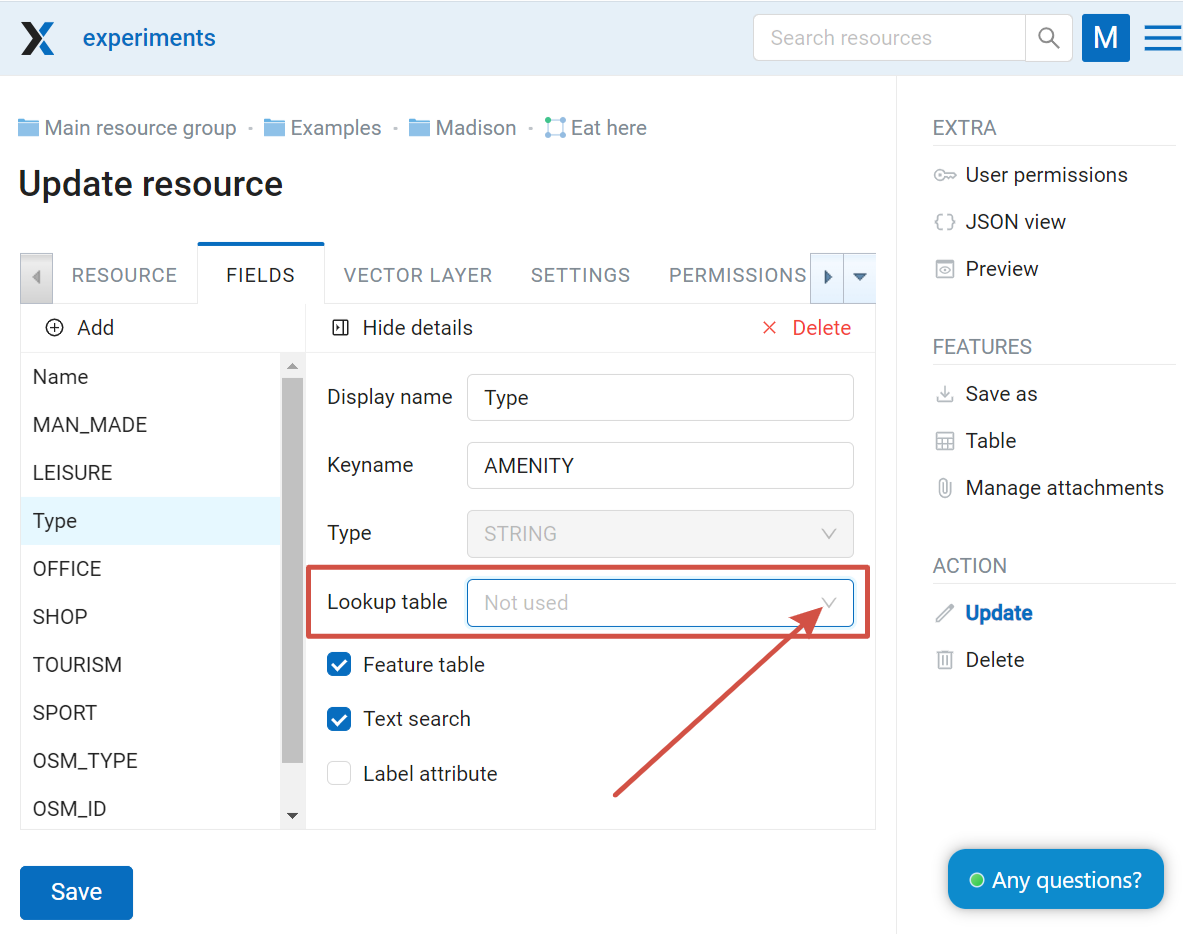 experiments
Search resources
M
Main resource group
Examples
Madison
Eat here
Update resource
RESOURCE
FIELDS
VECTOR LAYER
SETTINGS
PERMISSIONS
Add
Hide details
Delete
Name
MAN_MADE
LEISURE
Type
OFFICE
SHOP
TOURISM
SPORT
OSM_TYPE
OSM_ID
Display name
Type
Keyname
AMENITY
Type
STRING
Lookup table
Not used
Feature table
Text search
Label attribute
Save
EXTRA
User permissions
JSON view
Preview
FEATURES
Save as
Table
Manage attachments
ACTION
Update
Delete
Any questions?